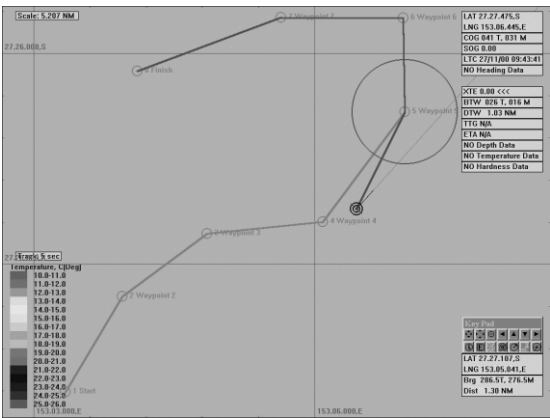 Scale: 5.207 NM
27.26.000,S
7 Waypoint 7
6 Waypoint 6
8 Finish
5 Waypoint 5
4 Waypoint 4
3
2 Waypoint 2
1 Start
Track: 5 sec
Temperature, C[Deg]
10.0-11.0
11.0-12.0
12.0-13.0
13.0-14.0
14.0-15.0
15.0-16.0
16.0-17.0
17.0-18.0
18.0-19.0
19.0-20.0
20.0-21.0
21.0-22.0
22.0-23.0
23.0-24.0
24.0-25.0
25.0-26.0
153.03.000,E
153.06.000,E
LAT 27.27.475,S
LNG 153.06.445,E
COG 041 T, 031 M
SOG 0.00
LTC 27/11/00 09:43:41
NO Heading Data
XTE 0.00 <<<
BTW 026 T, 016 M
DTW 1.03 NM
TTG N/A
ETA N/A
NO Depth Data
NO Temperature Data
NO Hardness Data
Key Pad
LAT 27.27.107,S
LNG 153.05.041,E
Brg 286.5T, 276.5M
Dist 1.30 NM